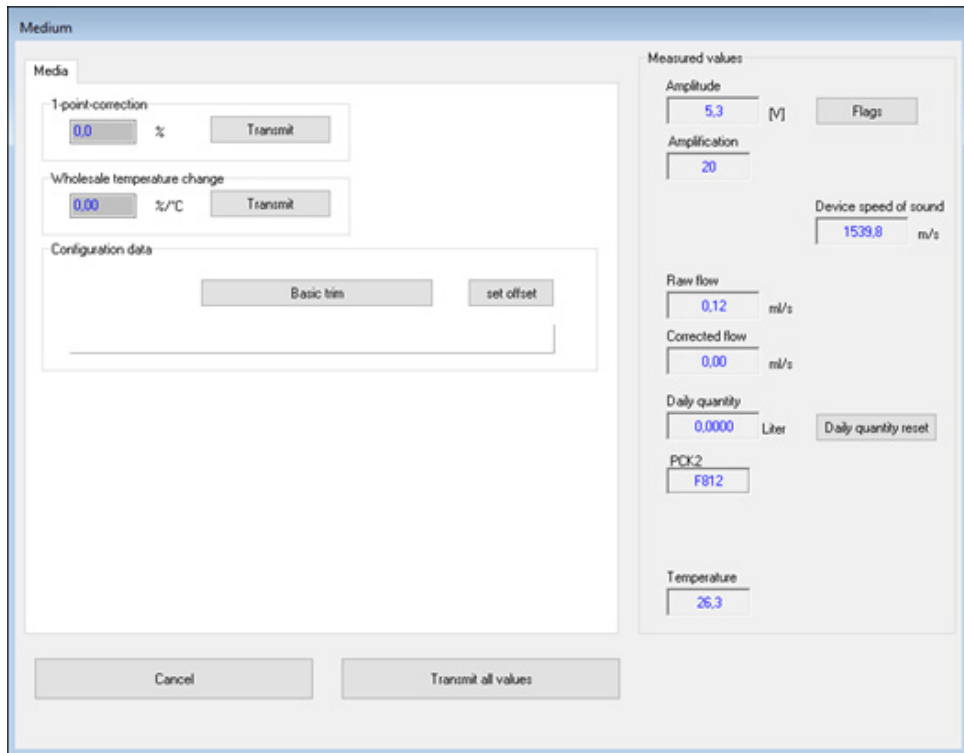 Medium
Media
1-point-correction
0,0 % Transmit
Wholesale temperature change
0,00 %/°C Transmit
Configuration data
Basic trim set offset
Cancel Transmit all values
Measured values
Amplitude
5,3 [V] Flags
Amplification
20
Device speed of sound
1539,8 m/s
Raw flow
0,12 ml/s
Corrected flow
0,00 ml/s
Daily quantity
0,0000 Liter Daily quantity reset
PCK2
F812
Temperature
26,3